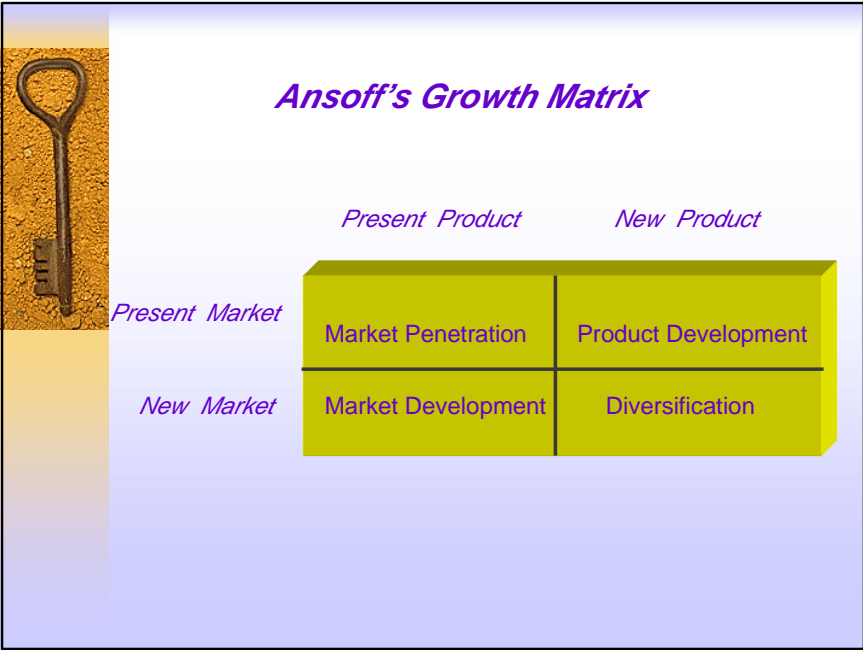 Ansoff's Growth Matrix
Present Product New Product
Present Market
Market Penetration Product Development
New Market Market Development Diversification